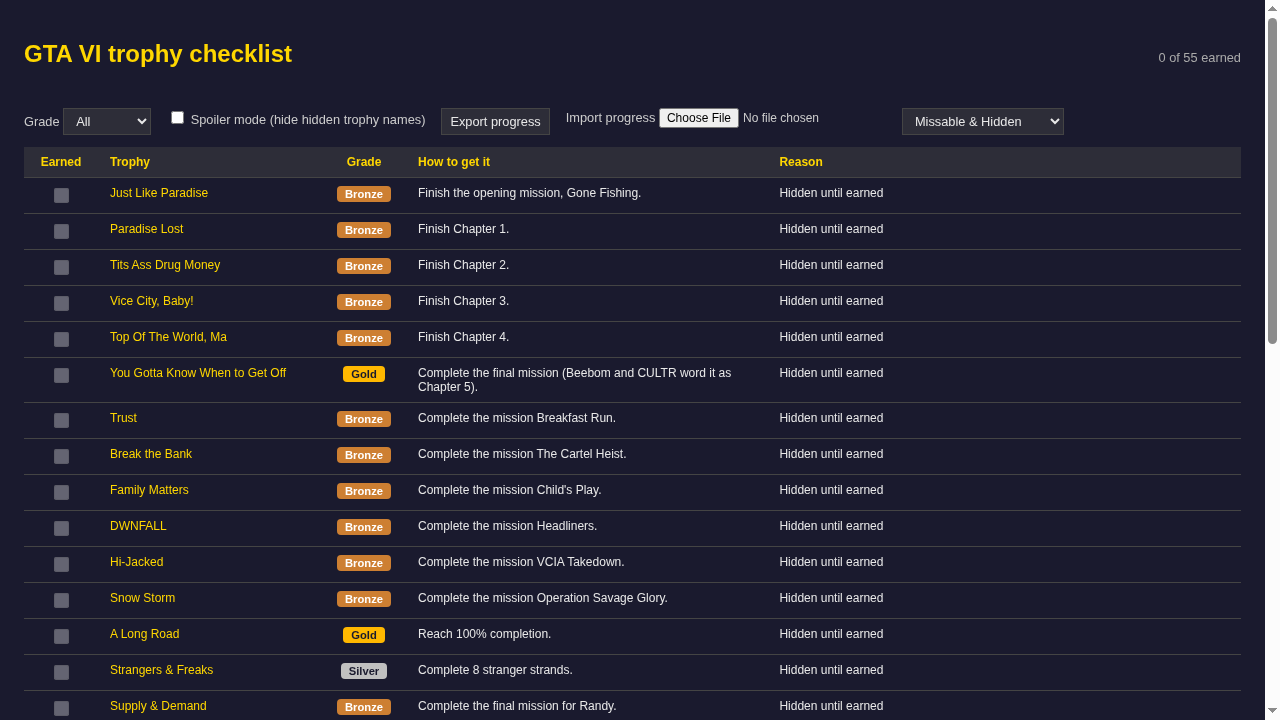 GTA VI trophy checklist
0 of 55 earned
Grade All Spoiler mode (hide hidden trophy names) Export progress Import progress Choose File No file chosen Missable & Hidden
Earned Trophy Grade How to get it Reason
Just Like Paradise Bronze Finish the opening mission, Gone Fishing. Hidden until earned
Paradise Lost Bronze Finish Chapter 1. Hidden until earned
Tits Ass Drug Money Bronze Finish Chapter 2. Hidden until earned
Vice City, Baby! Bronze Finish Chapter 3. Hidden until earned
Top Of The World, Ma Bronze Finish Chapter 4. Hidden until earned
You Gotta Know When to Get Off Gold Complete the final mission (Beebom and CULTR word it as Hidden until earned
Chapter 5).
Trust Bronze Complete the mission Breakfast Run. Hidden until earned
Break the Bank Bronze Complete the mission The Cartel Heist. Hidden until earned
Family Matters Bronze Complete the mission Child's Play. Hidden until earned
DWNFALL Bronze Complete the mission Headliners. Hidden until earned
Hi-Jacked Bronze Complete the mission VCIA Takedown. Hidden until earned
Snow Storm Bronze Complete the mission Operation Savage Glory. Hidden until earned
A Long Road Gold Reach 100% completion. Hidden until earned
Strangers & Freaks Silver Complete 8 stranger strands. Hidden until earned
Supply & Demand Bronze Complete the final mission for Randy. Hidden until earned